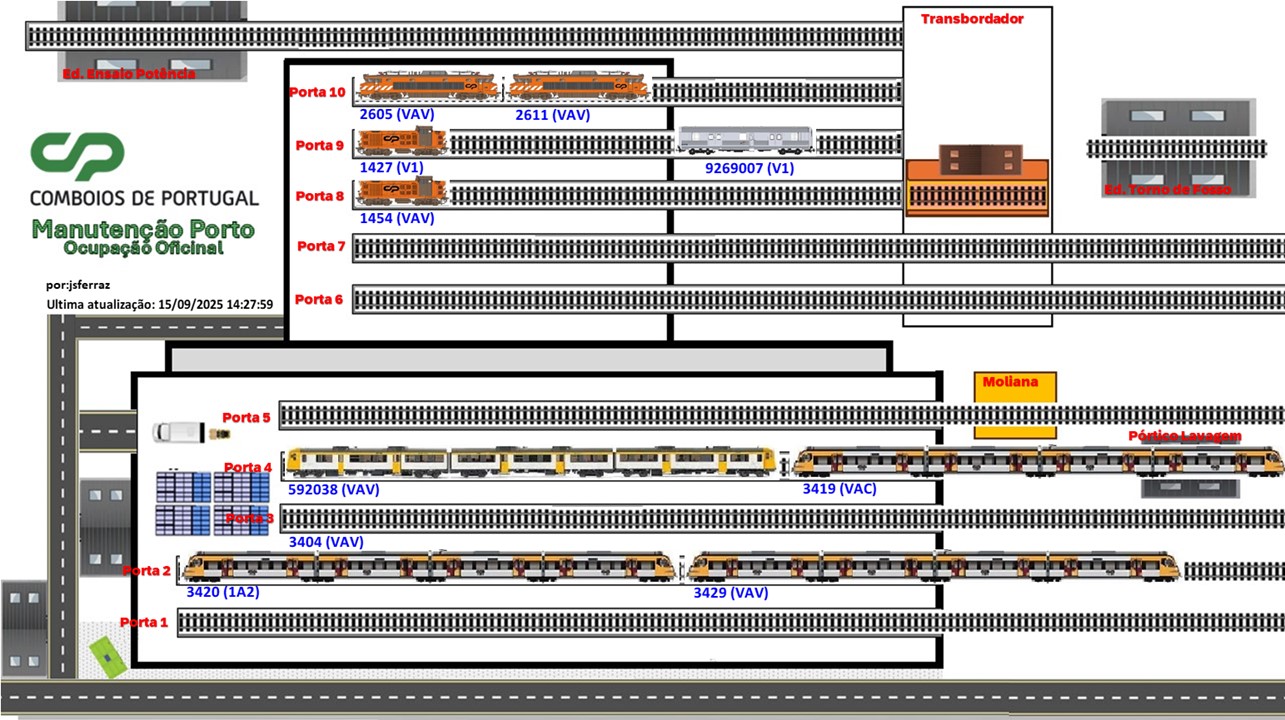 Transbordador
Ed. Ensaio Potência
Porta 10
2605 (VAV)
2611 (VAV)
Porta 9
1427 (V1)
9269007 (V1)
Porta 8
1454 (VAV)
Ed. Torno de Fosso
CP
COMBOIOS DE PORTUGAL
Manutenção Porto
Ocupação Oficinal
Porta 7
por:jsferraz
Ultima atualização: 15/09/2025 14:27:59
Porta 6
Moliana
Porta 5
Pórtico Lavagem
Porta 4
592038 (VAV)
3419 (VAC)
Porta 3
3404 (VAV)
Porta 2
3420 (1A2)
3429 (VAV)
Porta 1